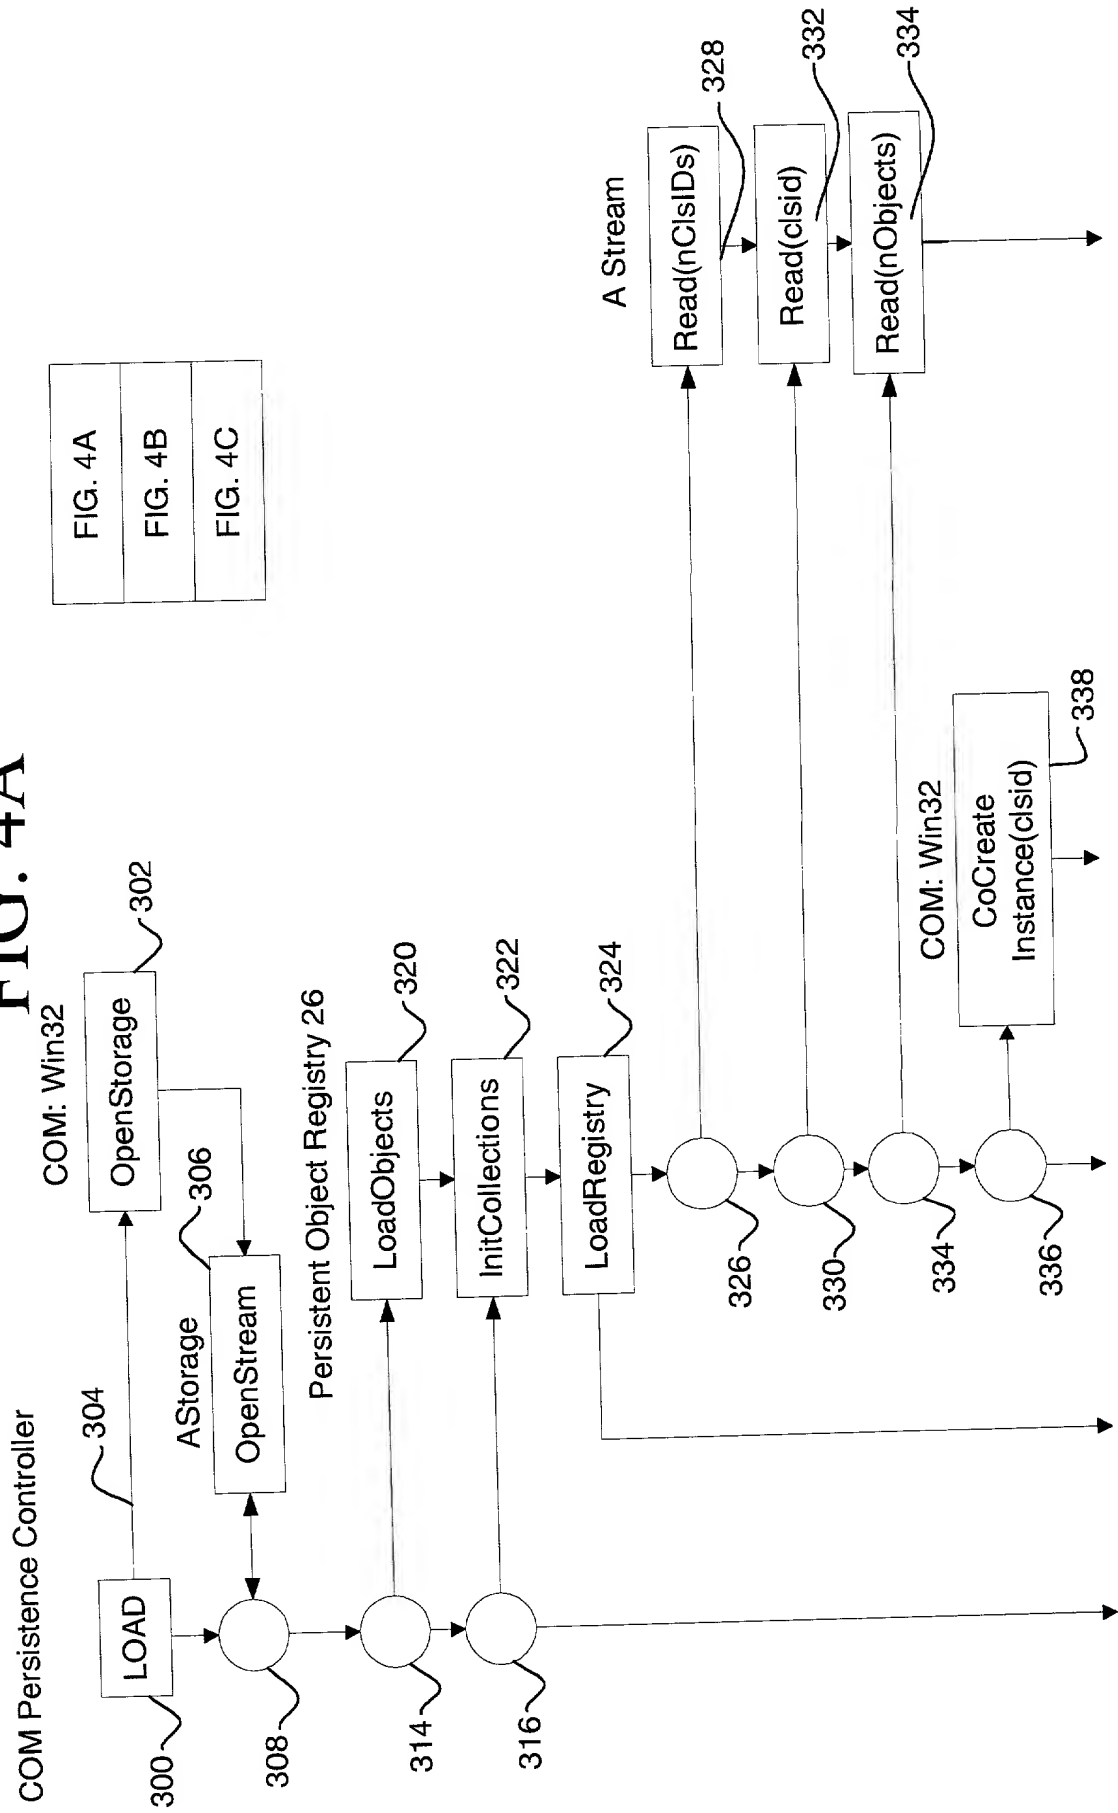 FIG. 4A
FIG. 4A
FIG. 4B
FIG. 4C
COM Persistence Controller
COM: Win32
LOAD
300
304
OpenStorage
302
AStorage
306
OpenStream
308
Persistent Object Registry 26
314
LoadObjects
320
316
InitCollections
322
LoadRegistry
324
A Stream
326
Read(nClsIDs)
328
330
Read(clsid)
332
334
Read(nObjects)
334
COM: Win32
336
CoCreate
Instance(clsid)
338